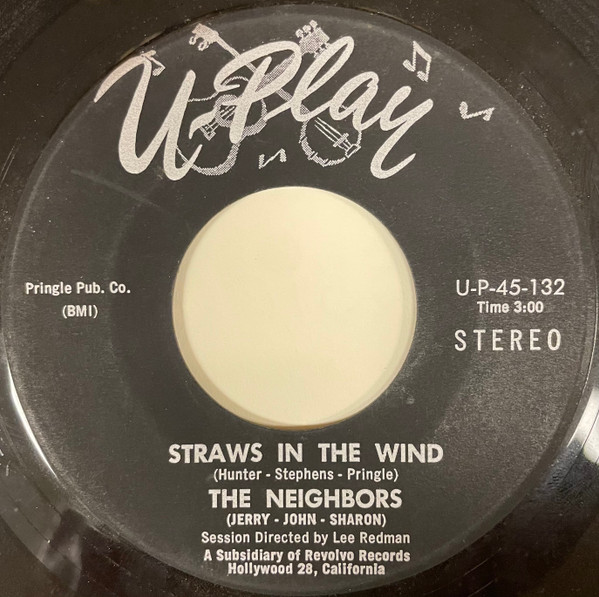 U-Play
Pringle Pub. Co.
(BMI)
U-P-45-132
Time 3:00
STEREO
STRAWS IN THE WIND
(Hunter - Stephens - Pringle)
THE NEIGHBORS
(JERRY - JOHN - SHARON)
Session Directed by Lee Redman
A Subsidiary of Revolvo Records
Hollywood 28, California